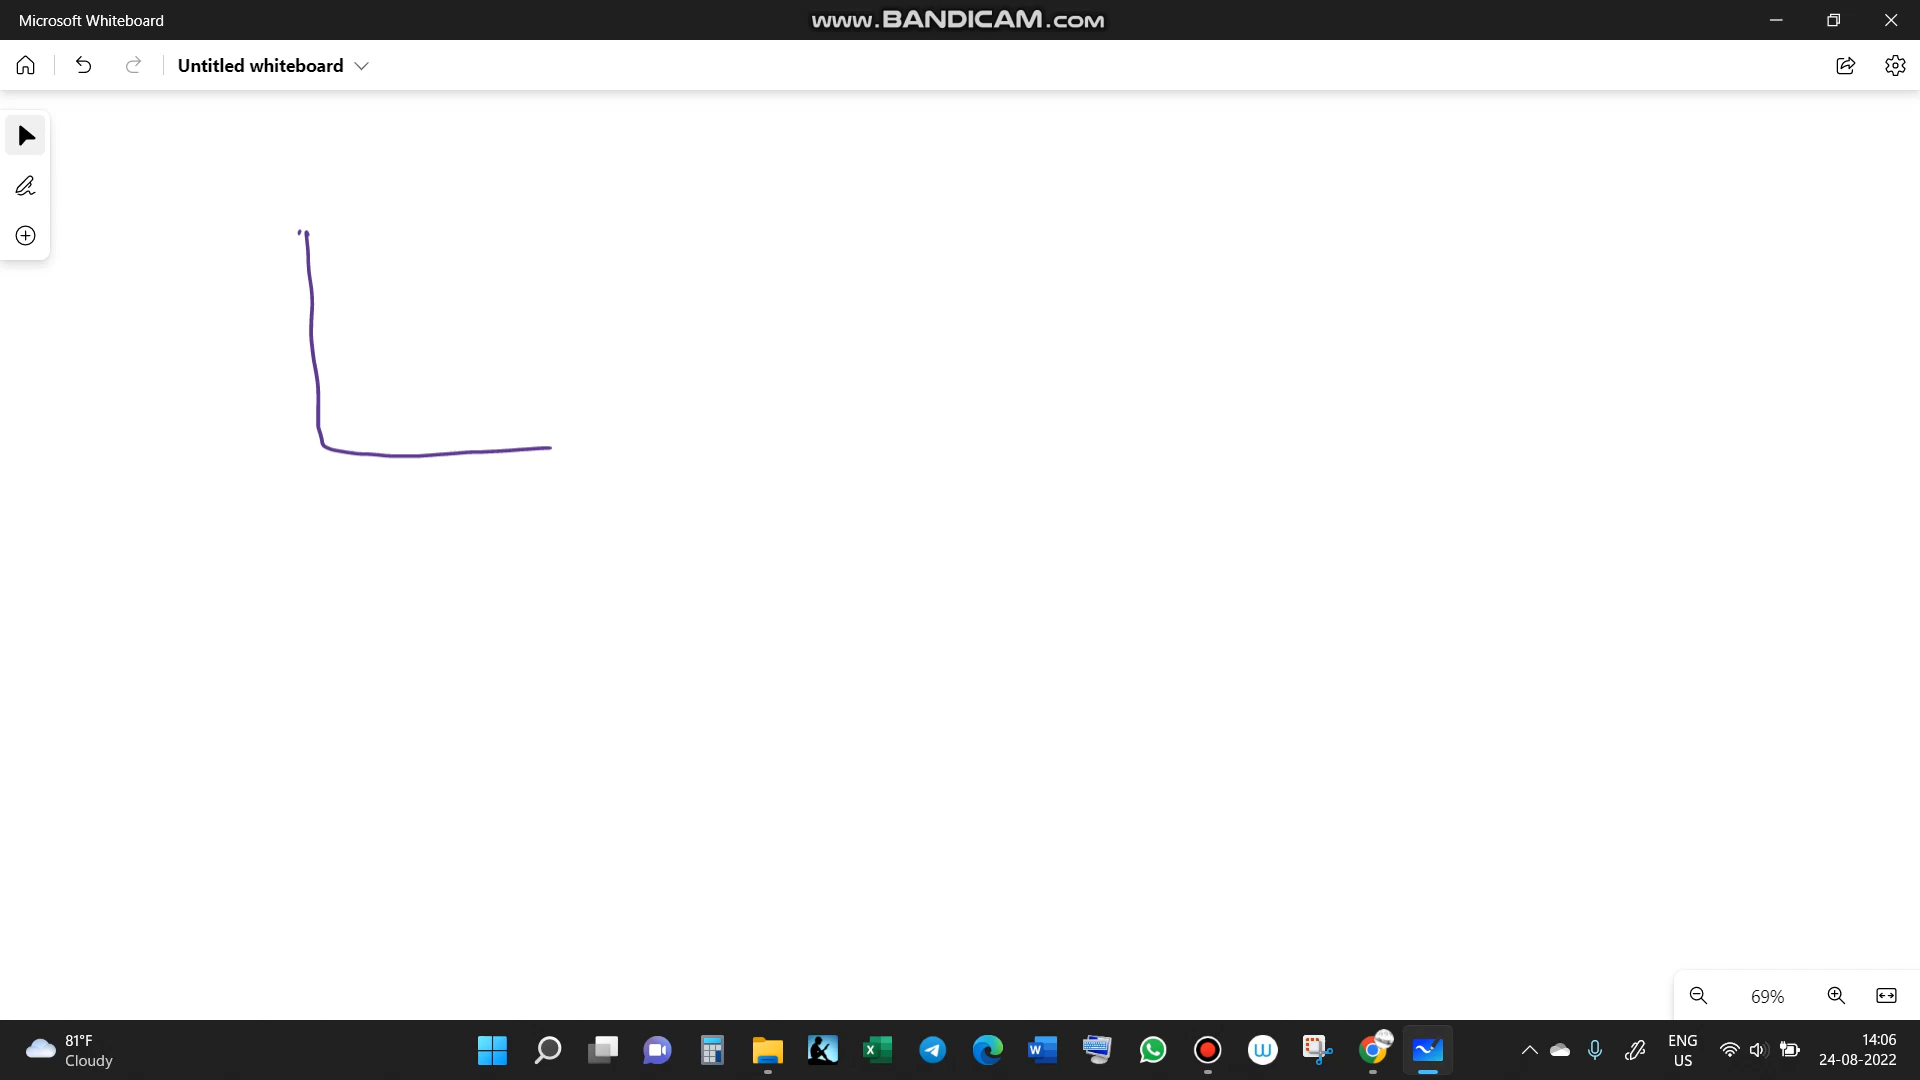 Microsoft Whiteboard
www.BANDICAM.com
Untitled whiteboard
69%
81°F
Cloudy
ENG
US
14:06
24-08-2022